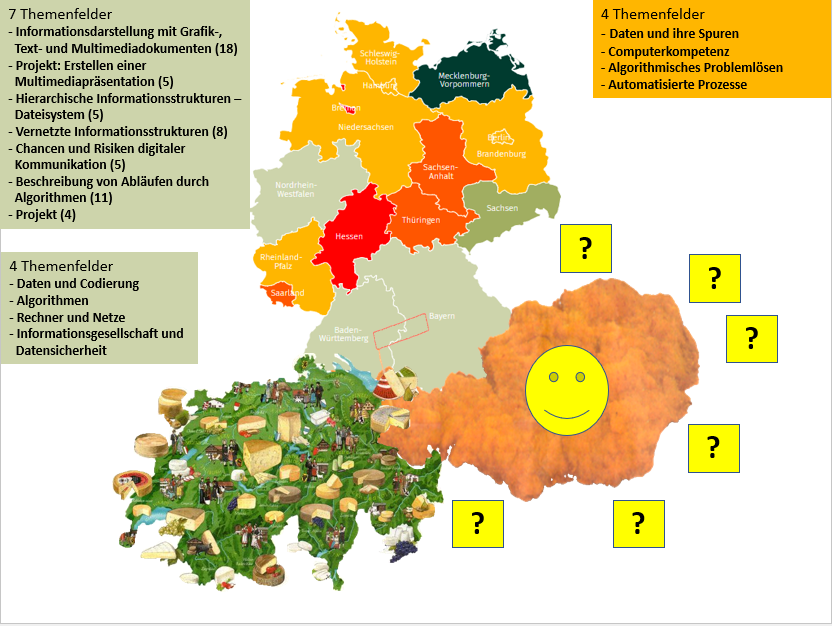 7 Themenfelder
- Informationsdarstellung mit Grafik-,
Text- und Multimediadokumenten (18)
- Projekt: Erstellen einer
Multimediapräsentation (5)
- Hierarchische Informationsstrukturen –
Dateisystem (5)
- Vernetzte Informationsstrukturen (8)
- Chancen und Risiken digitaler
Kommunikation (5)
- Beschreibung von Abläufen durch
Algorithmen (11)
- Projekt (4)
4 Themenfelder
- Daten und ihre Spuren
- Computerkompetenz
- Algorithmisches Problemlösen
- Automatisierte Prozesse
4 Themenfelder
- Daten und Codierung
- Algorithmen
- Rechner und Netze
- Informationsgesellschaft und
Datensicherheit
Schleswig-
Holstein
Mecklenburg-
Vorpommern
Hamburg
Bremen
Niedersachsen
Berlin
Brandenburg
Sachsen-
Anhalt
Nordrhein-
Westfalen
Sachsen
Thüringen
Hessen
Rheinland-
Pfalz
Saarland
Bayern
Baden-
Württemberg
?
?
?
?
?
?